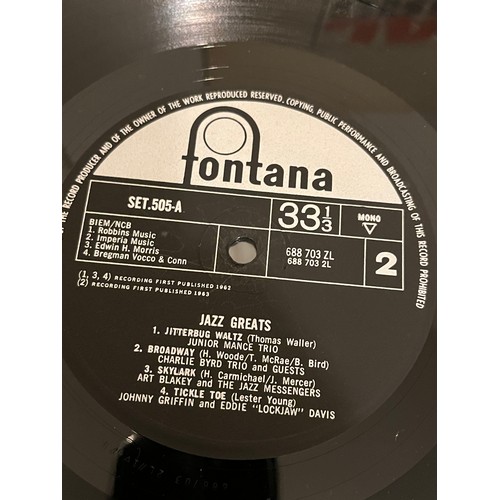 OF THE RECORD PRODUCER AND OF THE OWNER OF THE WORK REPRODUCED RESERVED. COPYING, PUBLIC PERFORMANCE AND BROADCASTING OF THIS RECORD PROHIBITED
fontana
SET.505-A
33 1/3
MONO
BIEM/NCB
1. Robbins Music
2. Imperia Music
3. Edwin H. Morris
4. Bregman Vocco & Conn
688 703 ZL
688 703 2L
2
(1, 3, 4) RECORDING FIRST PUBLISHED 1962
(2) RECORDING FIRST PUBLISHED 1963
JAZZ GREATS
1. JITTERBUG WALTZ (Thomas Waller)
JUNIOR MANCE TRIO
2. BROADWAY (H. Woode/T. McRae/B. Bird)
CHARLIE BYRD TRIO and GUESTS
3. SKYLARK (H. Carmichael/J. Mercer)
ART BLAKEY and THE JAZZ MESSENGERS
4. TICKLE TOE (Lester Young)
JOHNNY GRIFFIN and EDDIE "LOCKJAW" DAVIS